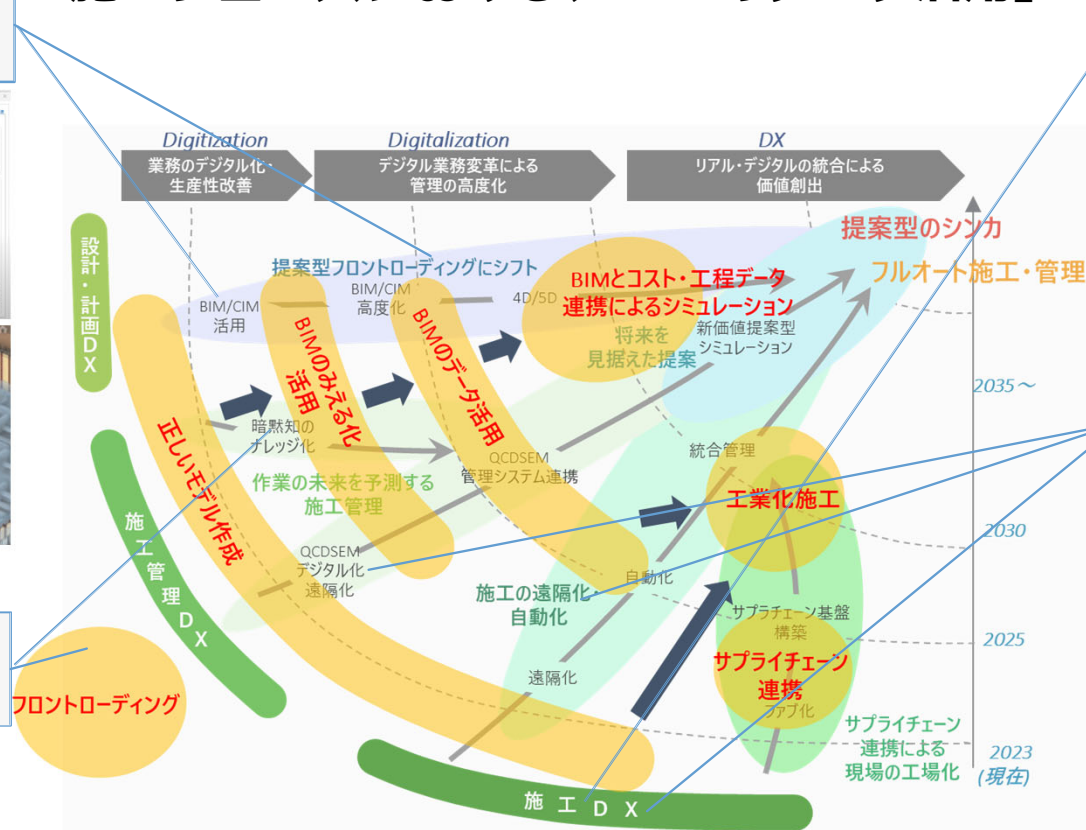 Digitization
業務のデジタル化・
生産性改善
Digitalization
デジタル業務変革による
管理の高度化
DX
リアル・デジタルの統合による
価値創出
設計・計画DX
提案型のシンカ
フルオート施工・管理
提案型フロントローディングにシフト
BIM/CIM
活用
BIM/CIM
高度化
4D/5D
BIMとコスト・工程データ
連携によるシミュレーション
新価値提案型
シミュレーション
将来を
見据えた提案
2035～
BIMのみえる化
活用
BIMのデータ活用
正しいモデル作成
暗黙知の
ナレッジ化
QCDSEM
管理システム連携
統合管理
作業の未来を予測する
施工管理
工業化施工
2030
施工管理DX
QCDSEM
デジタル化
遠隔化
施工の遠隔化・
自動化
自動化
サプラチェーン基盤
構築
2025
遠隔化
サプライチェーン
連携
ファブ化
フロントローディング
サプライチェーン
連携による
現場の工場化
2023
(現在)
施工DX